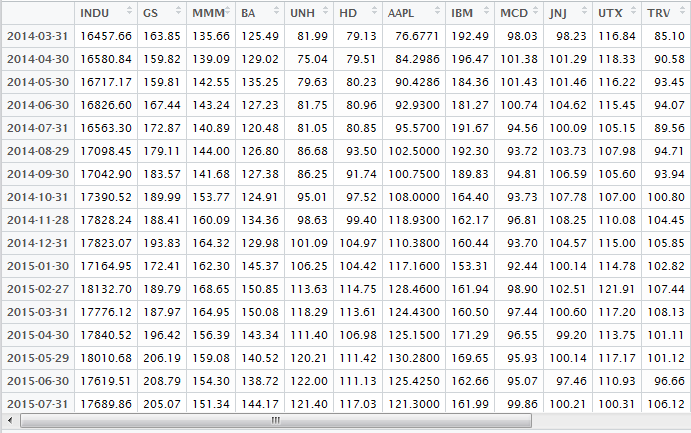 INDU GS MMM BA UNH HD AAPL IBM MCD JNJ UTX TRV
2014-03-31 16457.66 163.85 135.66 125.49 81.99 79.13 76.6771 192.49 98.03 98.23 116.84 85.10
2014-04-30 16580.84 159.82 139.09 129.02 75.04 79.51 84.2986 196.47 101.38 101.29 118.33 90.58
2014-05-30 16717.17 159.81 142.55 135.25 79.63 80.23 90.4286 184.36 101.43 101.46 116.22 93.45
2014-06-30 16826.60 167.44 143.24 127.23 81.75 80.96 92.9300 181.27 100.74 104.62 115.45 94.07
2014-07-31 16563.30 172.87 140.89 120.48 81.05 80.85 95.5700 191.67 94.56 100.09 105.15 89.56
2014-08-29 17098.45 179.11 144.00 126.80 86.68 93.50 102.5000 192.30 93.72 103.73 107.98 94.71
2014-09-30 17042.90 183.57 141.68 127.38 86.25 91.74 100.7500 189.83 94.81 106.59 105.60 93.94
2014-10-31 17390.52 189.99 153.77 124.91 95.01 97.52 108.0000 164.40 93.73 107.78 107.00 100.80
2014-11-28 17828.24 188.41 160.09 134.36 98.63 99.40 118.9300 162.17 96.81 108.25 110.08 104.45
2014-12-31 17823.07 193.83 164.32 129.98 101.09 104.97 110.3800 160.44 93.70 104.57 115.00 105.85
2015-01-30 17164.95 172.41 162.30 145.37 106.25 104.42 117.1600 153.31 92.44 100.14 114.78 102.82
2015-02-27 18132.70 189.79 168.65 150.85 113.63 114.75 128.4600 161.94 98.90 102.51 121.91 107.44
2015-03-31 17776.12 187.97 164.95 150.08 118.29 113.61 124.4300 160.50 97.44 100.60 117.20 108.13
2015-04-30 17840.52 196.42 156.39 143.34 111.40 106.98 125.1500 171.29 96.55 99.20 113.75 101.11
2015-05-29 18010.68 206.19 159.08 140.52 120.21 111.42 130.2800 169.65 95.93 100.14 117.17 101.12
2015-06-30 17619.51 208.79 154.30 138.72 122.00 111.13 125.4250 162.66 95.07 97.46 110.93 96.66
2015-07-31 17689.86 205.07 151.34 144.17 121.40 117.03 121.3000 161.99 99.86 100.21 100.31 106.12